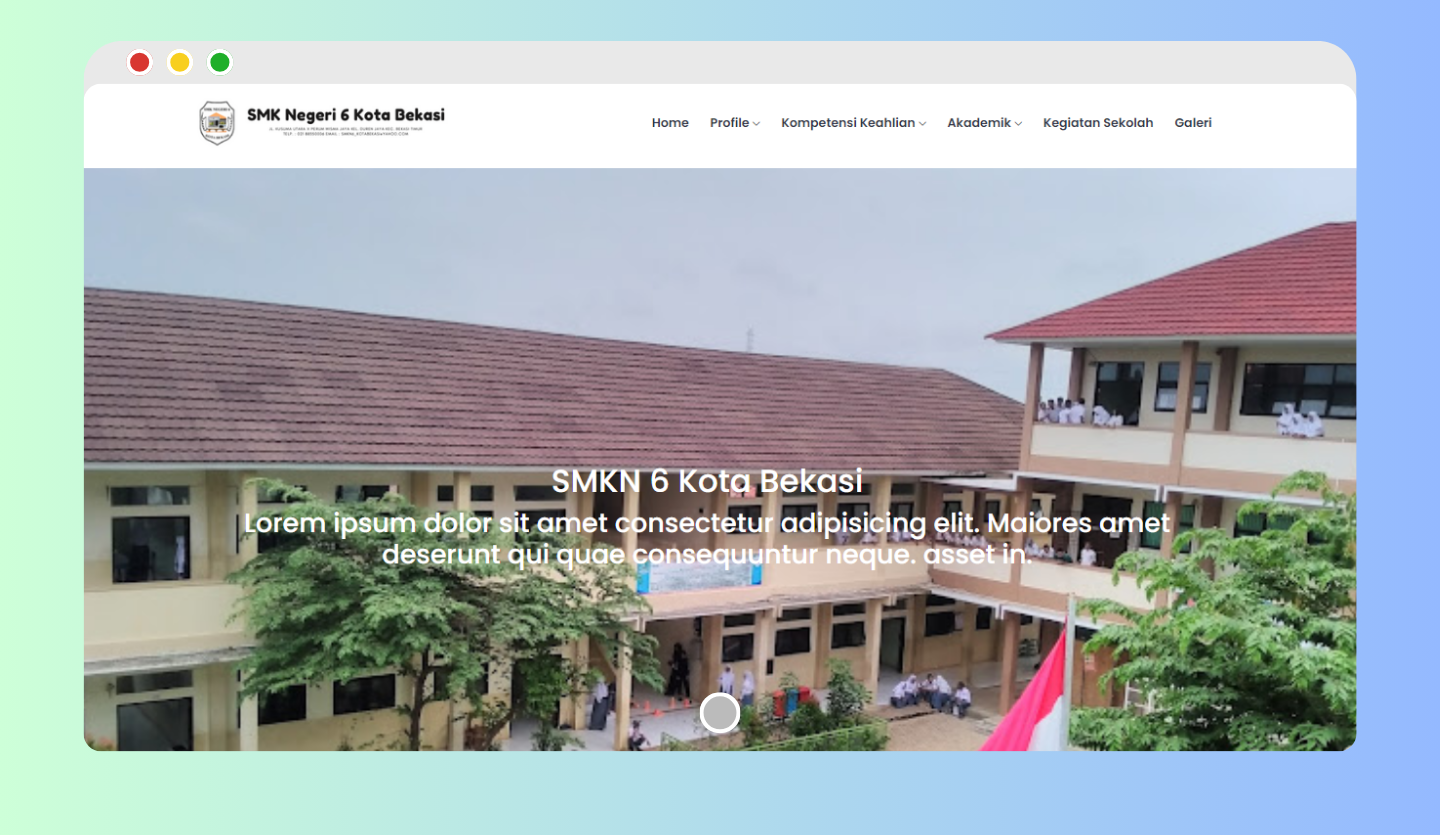 SMK Negeri 6 Kota Bekasi
Home Profile Kompetensi Keahlian Akademik Kegiatan Sekolah Galeri
SMKN 6 Kota Bekasi
Lorem ipsum dolor sit amet consectetur adipisicing elit. Maiores amet
deserunt qui quae consequuntur neque. asset in.